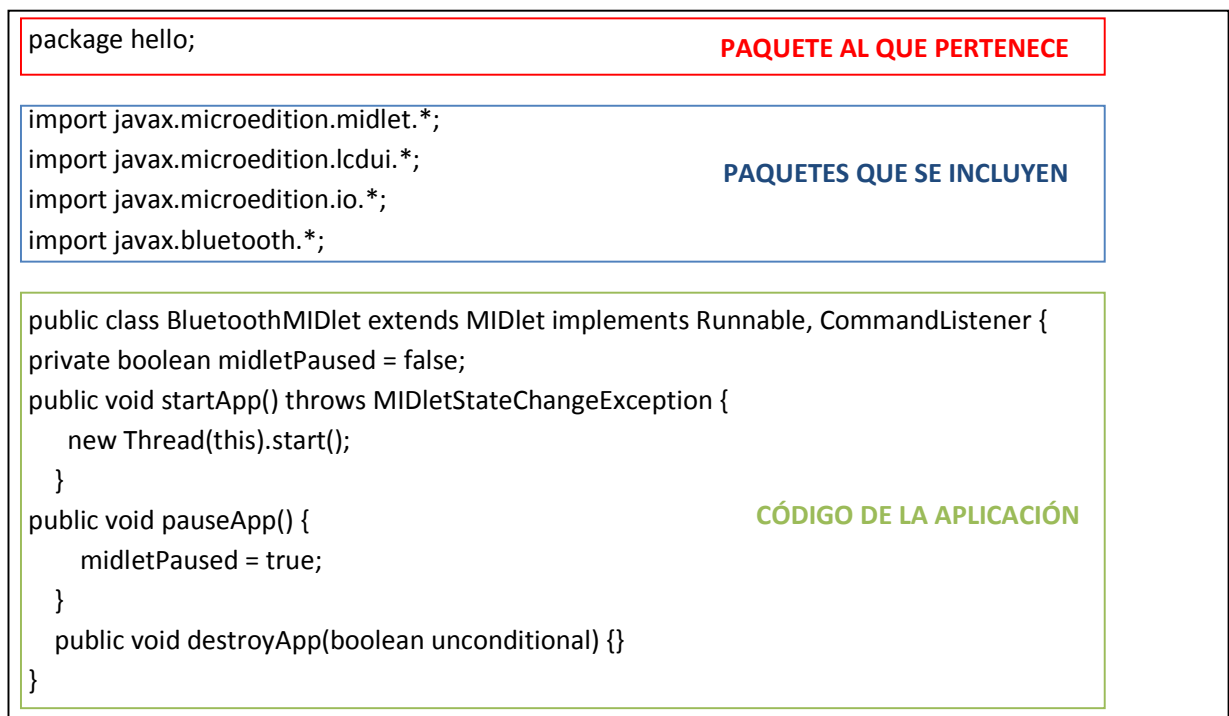 package hello;
PAQUETE AL QUE PERTENECE
import javax.microedition.midlet.*;
import javax.microedition.lcdui.*;
import javax.microedition.io.*;
import javax.bluetooth.*;
PAQUETES QUE SE INCLUYEN
public class BluetoothMIDlet extends MIDlet implements Runnable, CommandListener {
private boolean midletPaused = false;
public void startApp() throws MIDletStateChangeException {
new Thread(this).start();
}
public void pauseApp() {
midletPaused = true;
}
public void destroyApp(boolean unconditional) {}
}
CÓDIGO DE LA APLICACIÓN